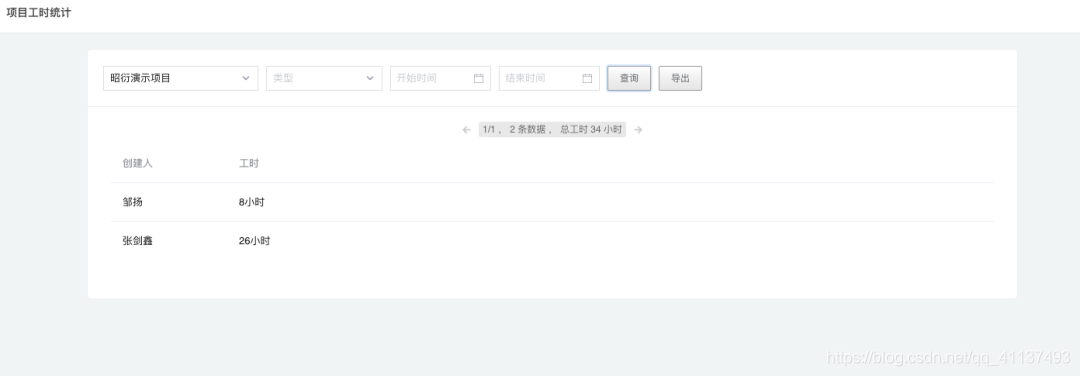 项目工时统计
昭衍演示项目 类型 开始时间 结束时间 查询 导出
1/1 ， 2 条数据 ， 总工时 34 小时
创建人 工时
邹扬 8小时
张剑鑫 26小时
https://blog.csdn.net/qq_41137493